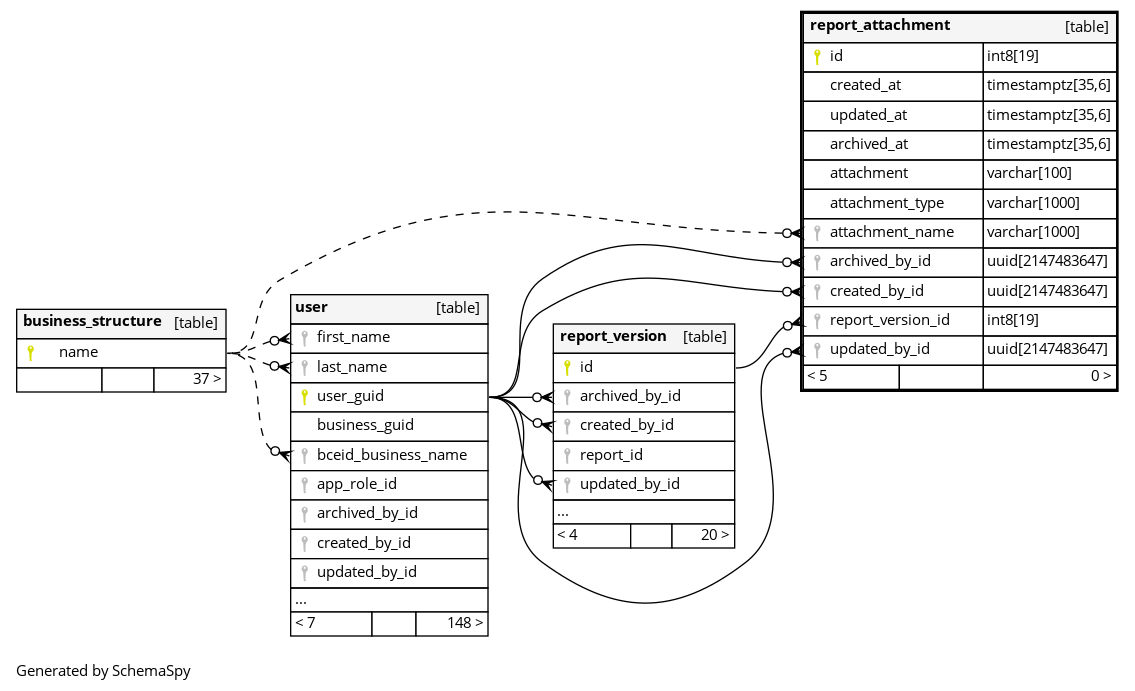 report_attachment [table]
id int8[19]
created_at timestamptz[35,6]
updated_at timestamptz[35,6]
archived_at timestamptz[35,6]
attachment varchar[100]
attachment_type varchar[1000]
attachment_name varchar[1000]
archived_by_id uuid[2147483647]
created_by_id uuid[2147483647]
report_version_id int8[19]
updated_by_id uuid[2147483647]
< 5 0 >
business_structure [table]
name
37 >
user [table]
first_name
last_name
user_guid
business_guid
bceid_business_name
app_role_id
archived_by_id
created_by_id
updated_by_id
...
< 7 148 >
report_version [table]
id
archived_by_id
created_by_id
report_id
updated_by_id
...
< 4 20 >
Generated by SchemaSpy